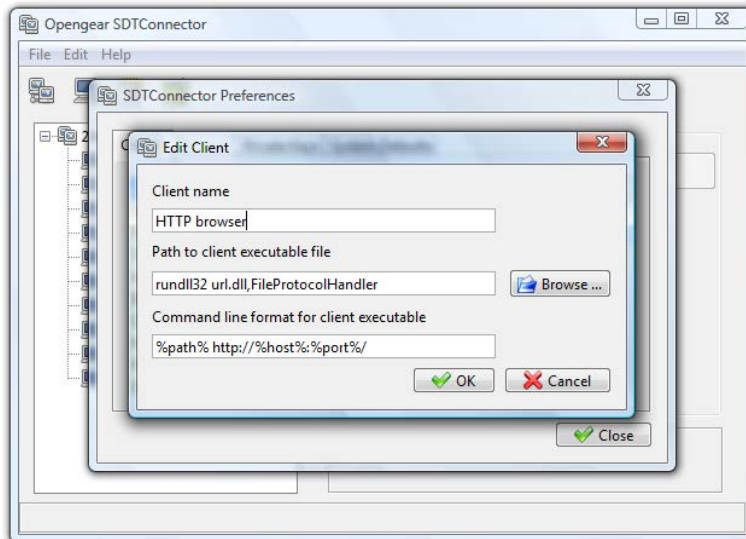 Opengear SDTConnector
File Edit Help
SDTConnector Preferences
2
Edit Client
Client name
HTTP browser
Path to client executable file
rundll32 url.dll,FileProtocolHandler
Browse ...
Command line format for client executable
%path% http://%host%:%port%/
OK
Cancel
Close